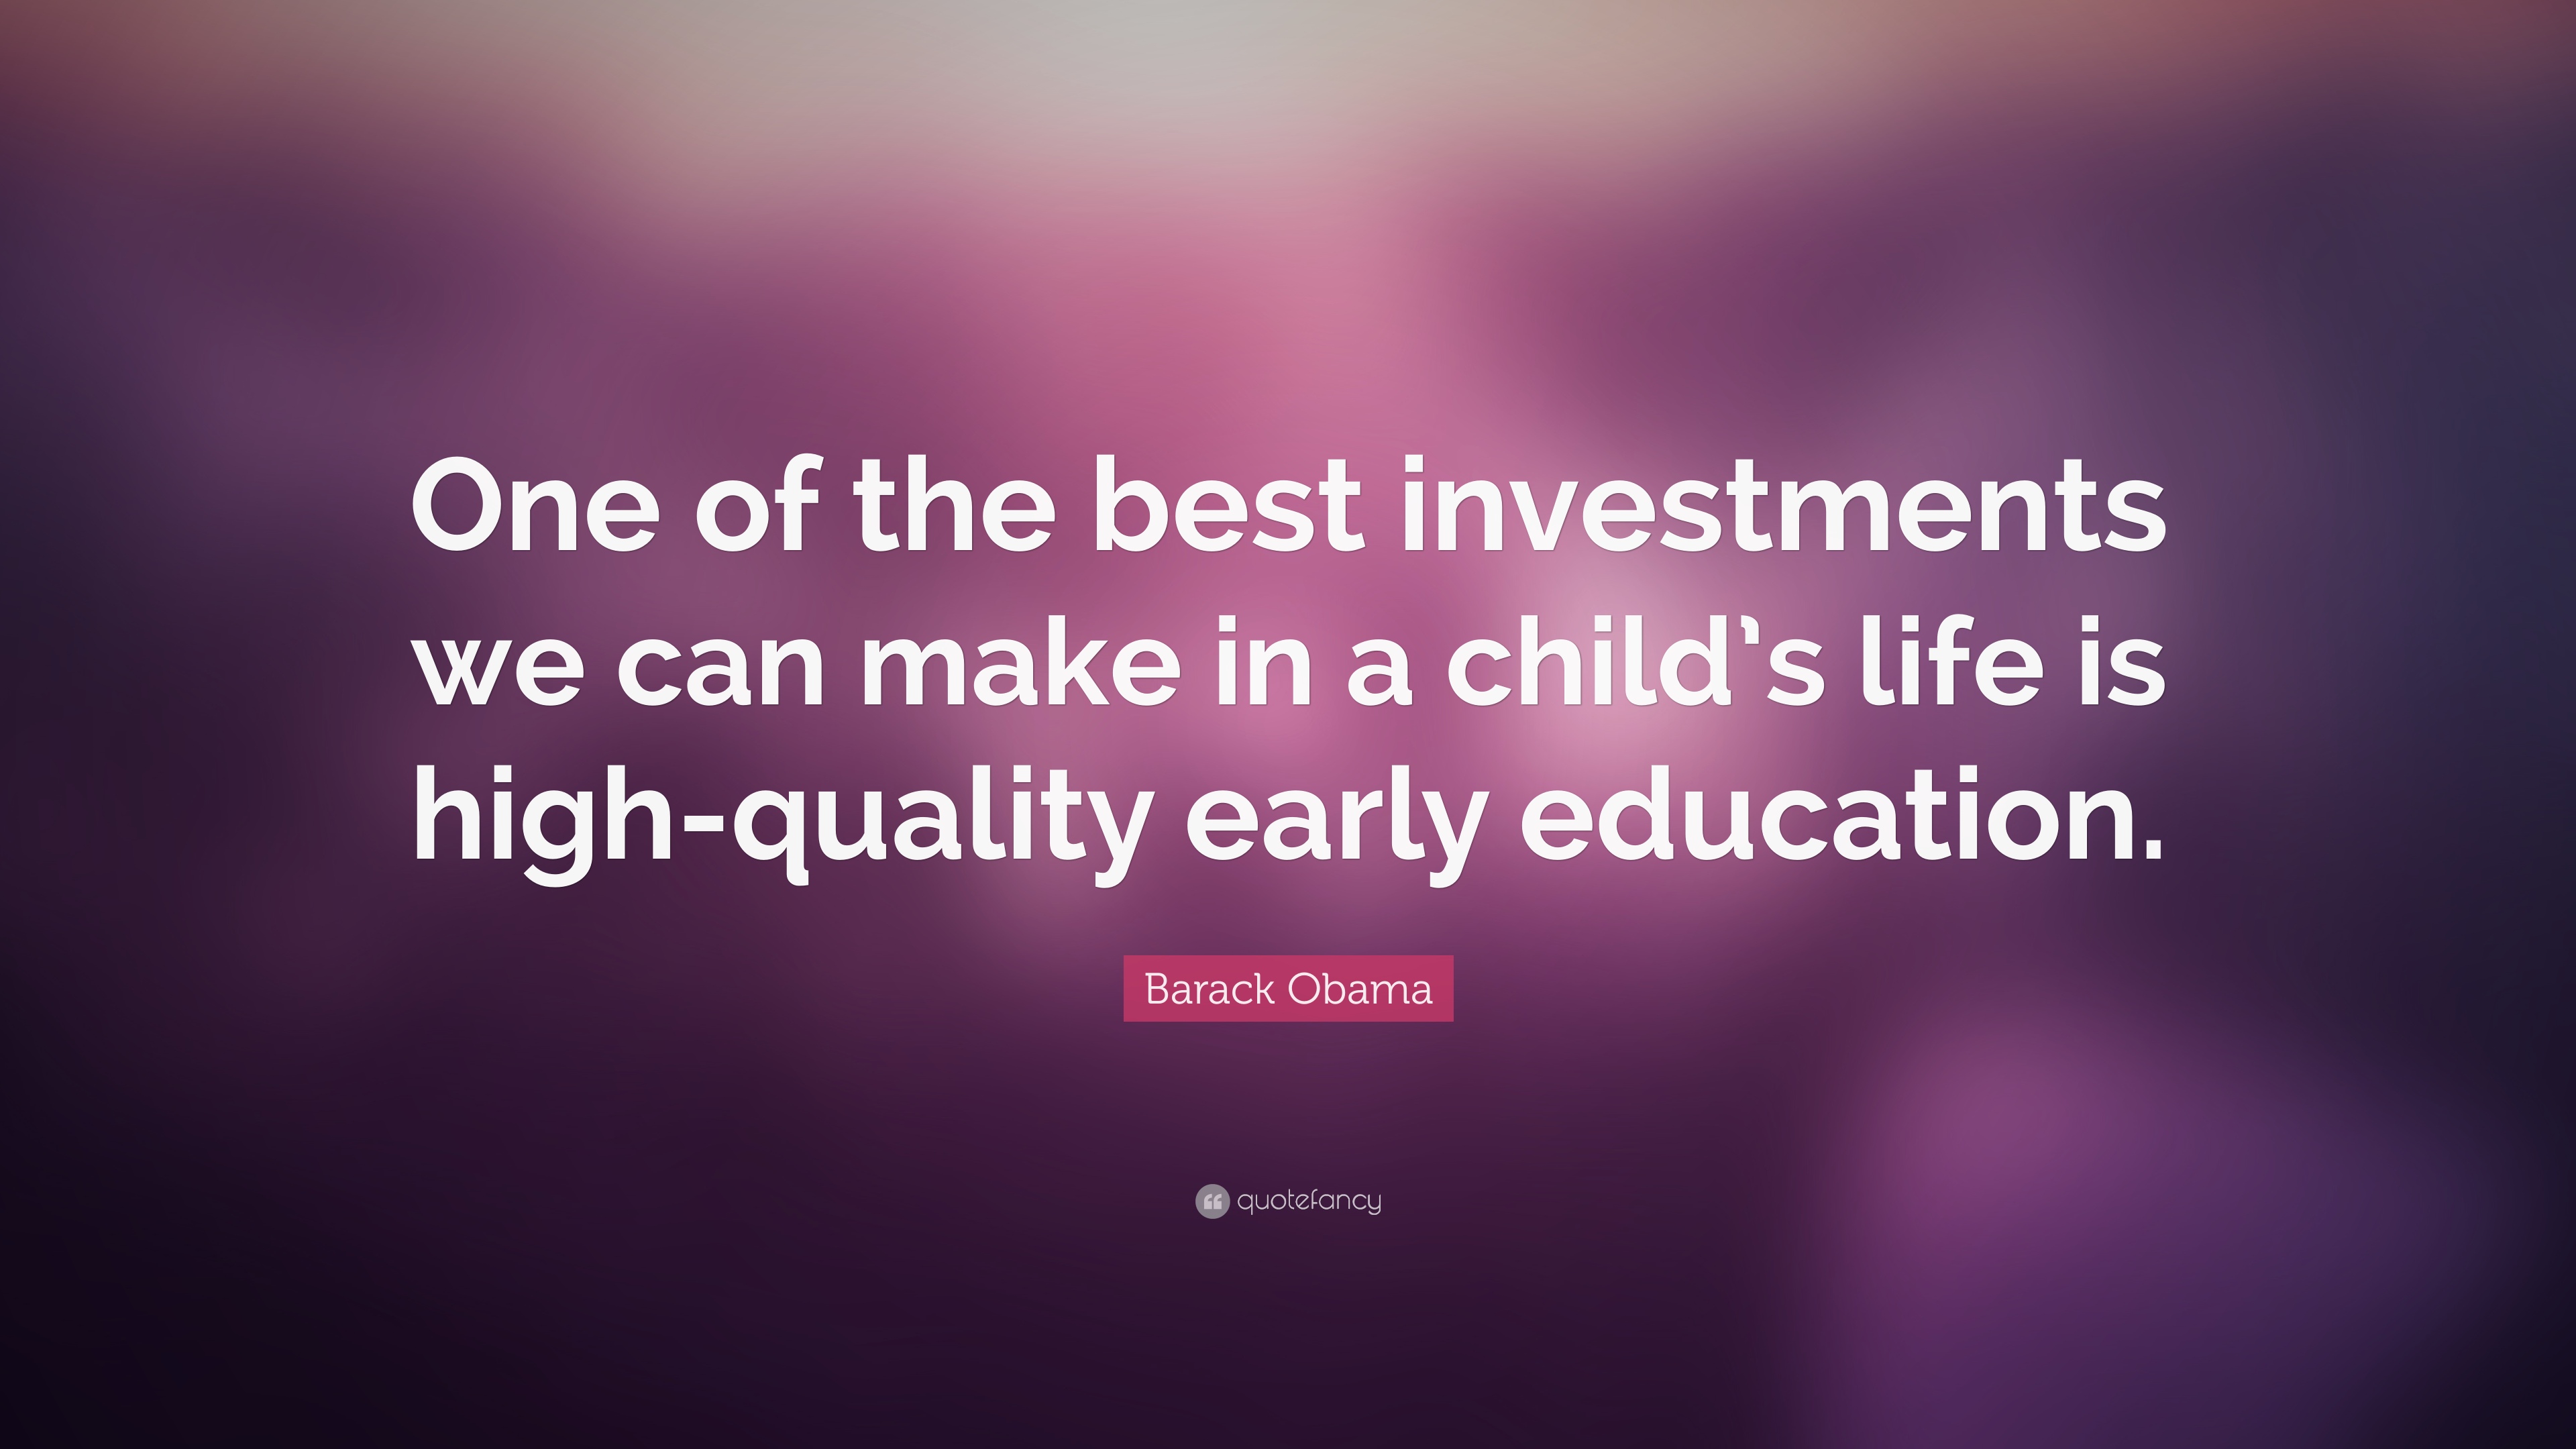 One of the best investments
we can make in a child’s life is
high-quality early education.
Barack Obama
quotefancy